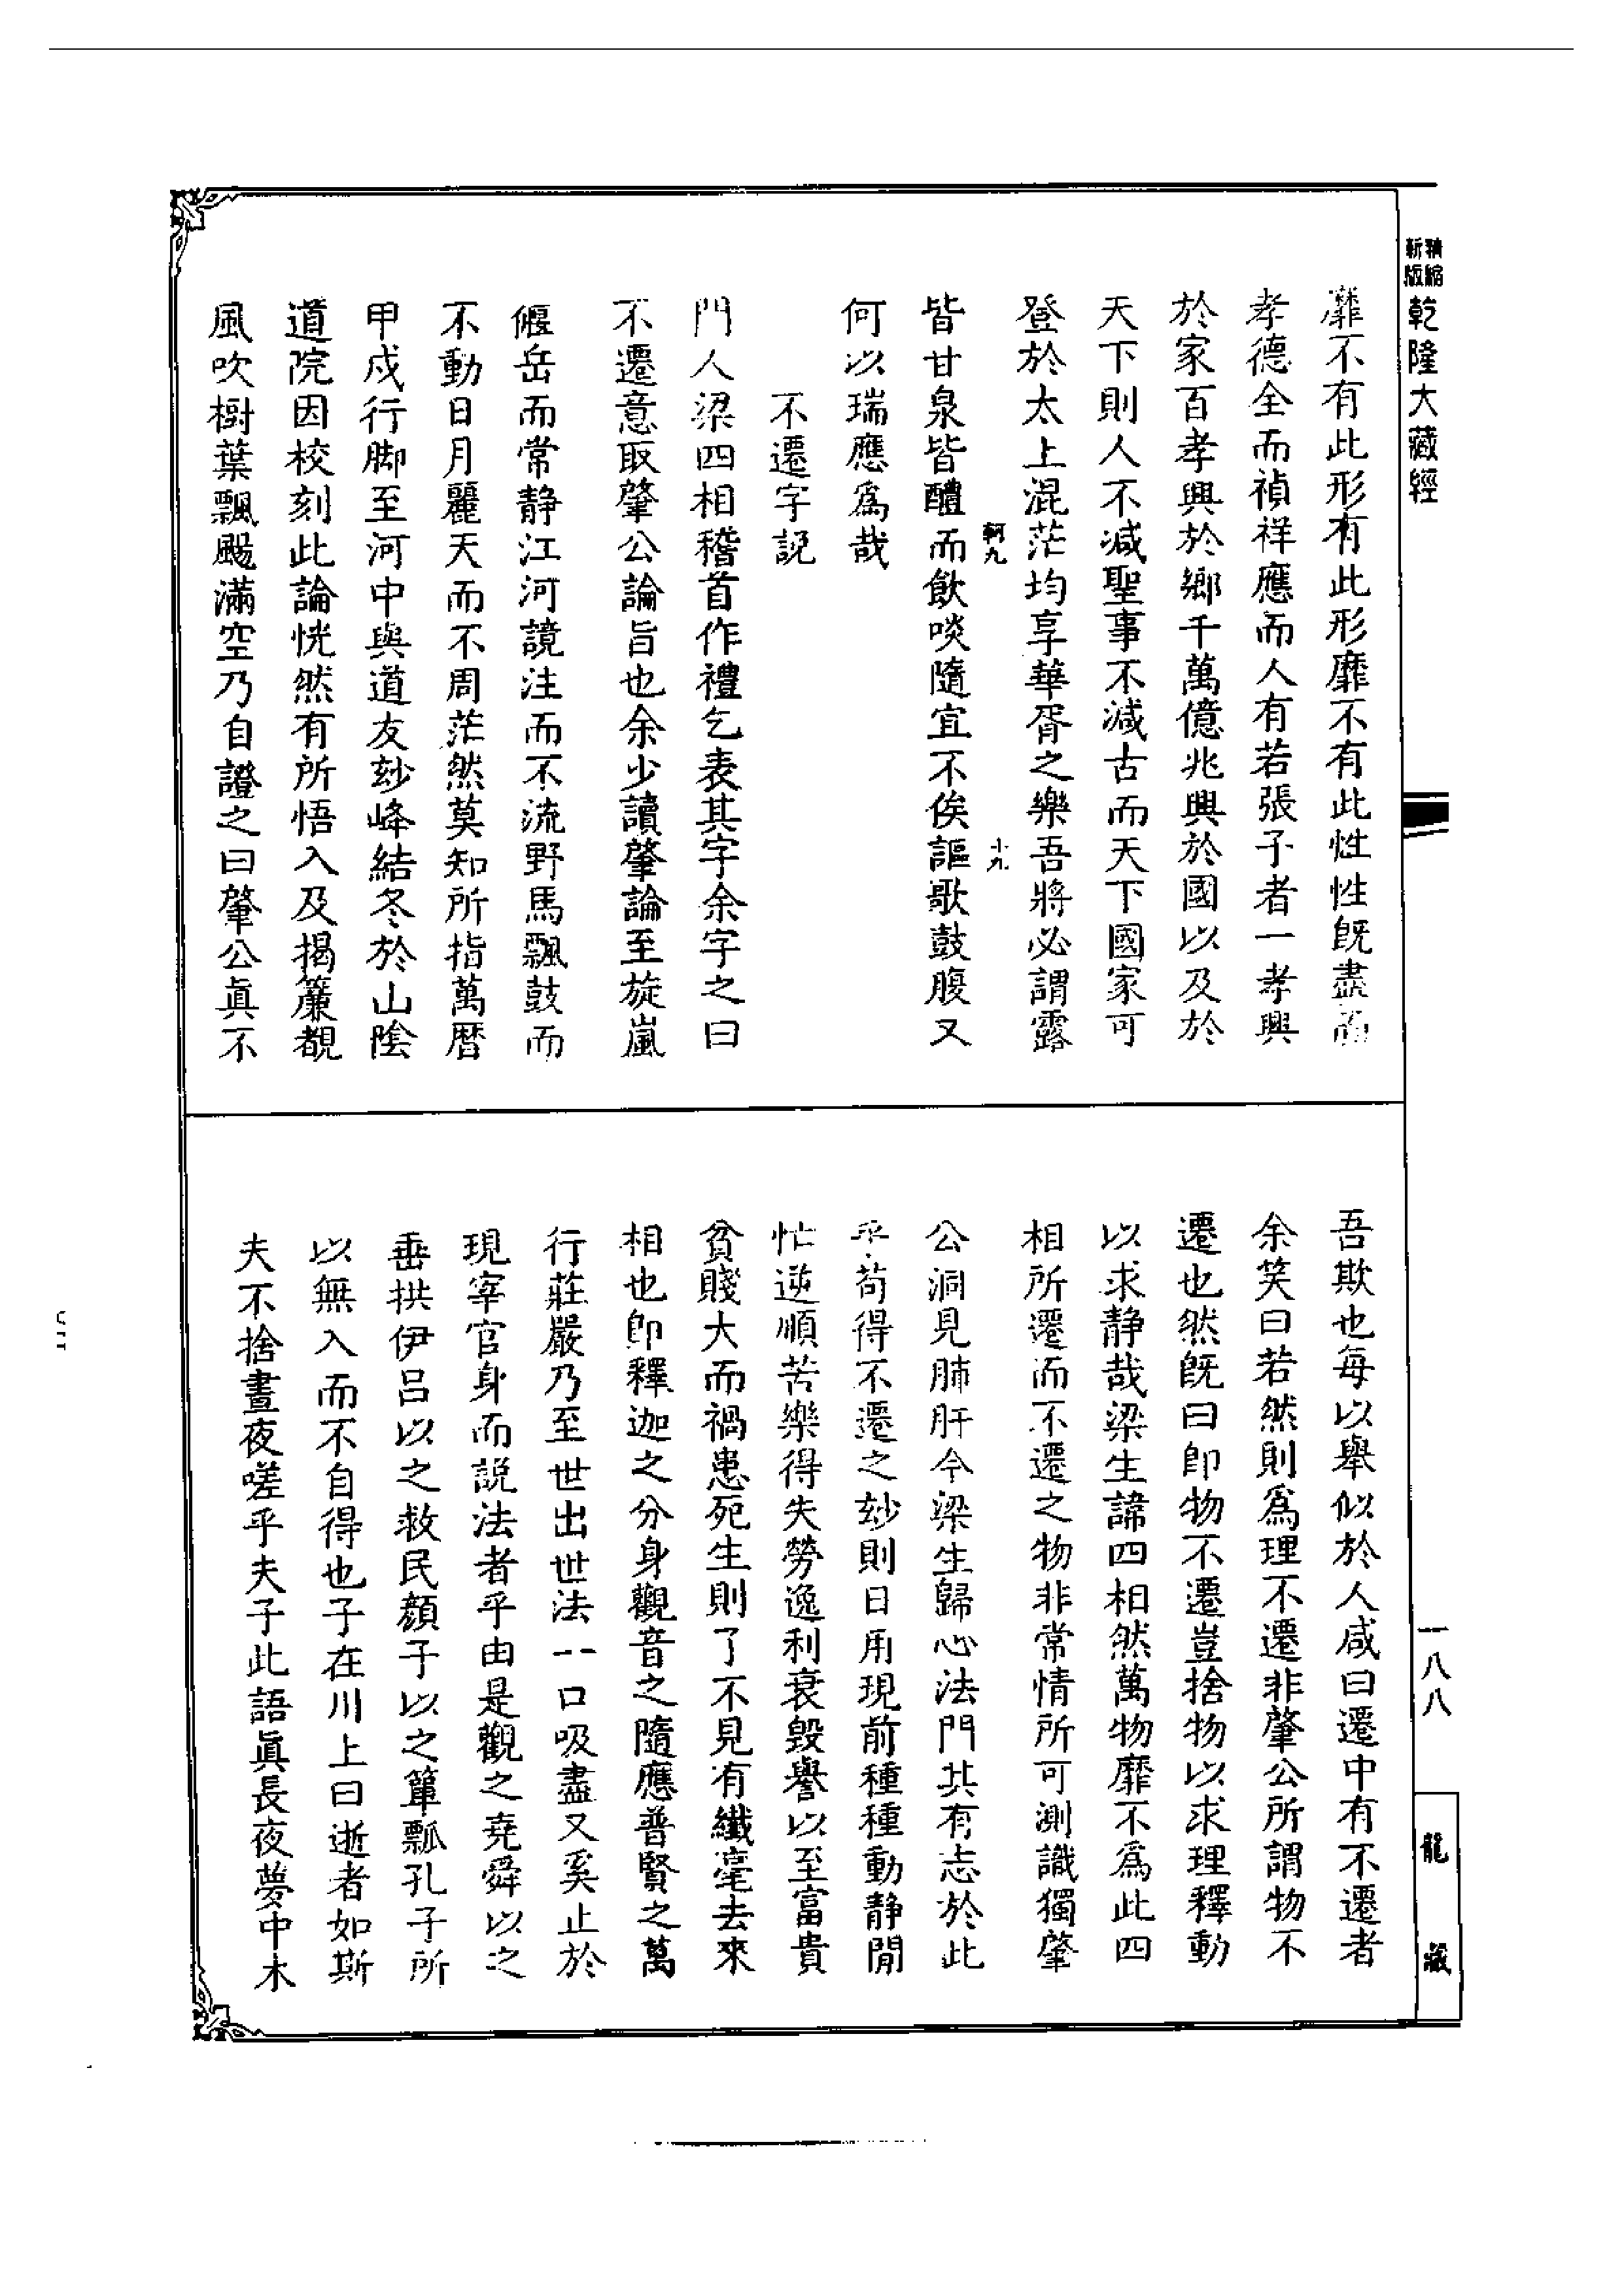 精縮新版乾隆大藏經
靡不有此形有此形靡不有此性性旣盡而
孝德全而禎祥應而人有若張子者一孝興
於家百孝興於鄉千萬億兆興於國以及於
天下則人不減聖事不減古而天下國家可
登於太上混茫均享華胥之樂吾將必謂露
軻九
十九
皆甘泉皆醴而飲啖隨宜不俟謳歌鼓腹又
何以瑞應爲哉
不遷字説
門人梁四相稽首作禮乞表其字余字之曰
不遷意取肇公論旨也余少讀肇論至旋嵐
偃岳而常静江河競注而不流野馬飄鼓而
不動日月麗天而不周茫然莫知所指萬曆
甲戍行脚至河中與道友玅峰結冬於山陰
道院因校刻此論恍然有所悟入及揭簾覩
風吹樹葉飄颺滿空乃自證之曰肇公眞不
吾欺也每以舉似於人咸曰遷中有不遷者
余笑曰若然則爲理不遷非肇公所謂物不
遷也然旣曰即物不遷豈捨物以求理釋動
以求静哉梁生諱四相然萬物靡不爲此四
相所遷而不遷之物非常情所可測識獨肇
公洞見肺肝今梁生歸心法門其有志於此
乎苟得不遷之玅則日用現前種種動静閒
忙逆順苦樂得失勞逸利衰毀譽以至富貴
貧賤大而禍患死生則了不見有纖毫去來
相也即釋迦之分身觀音之隨應普賢之萬
行莊嚴乃至世出世法一口吸盡又奚止於
現宰官身而説法者乎由是觀之堯舜以之
垂拱伊吕以之救民顏子以之簞瓢孔子所
以無入而不自得也子在川上曰逝者如斯
夫不捨晝夜嗟乎夫子此語眞長夜夢中木
一八八
龍藏